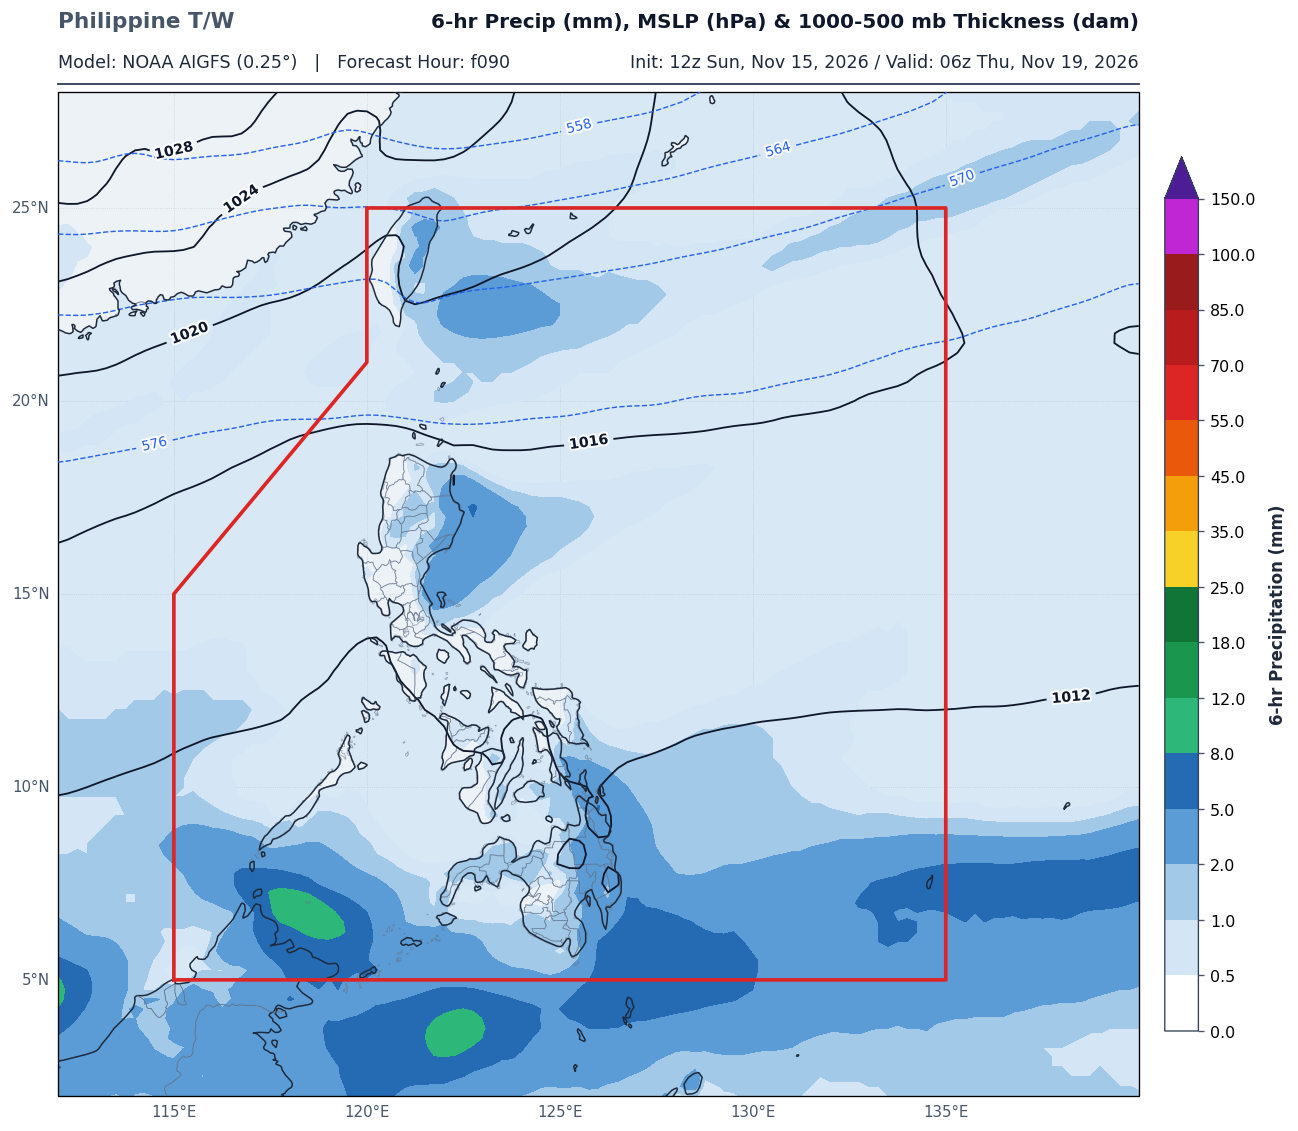 Philippine T/W
6-hr Precip (mm), MSLP (hPa) & 1000-500 mb Thickness (dam)
Model: NOAA AIGFS (0.25°) | Forecast Hour: f090
Init: 12z Sun, Nov 15, 2026 / Valid: 06z Thu, Nov 19, 2026
558
1028
564
570
1024
25°N
1020
20°N
576
1016
15°N
1012
10°N
5°N
115°E
120°E
125°E
130°E
135°E
150.0
100.0
85.0
70.0
55.0
45.0
35.0
25.0
18.0
12.0
8.0
5.0
2.0
1.0
0.5
0.0
6-hr Precipitation (mm)